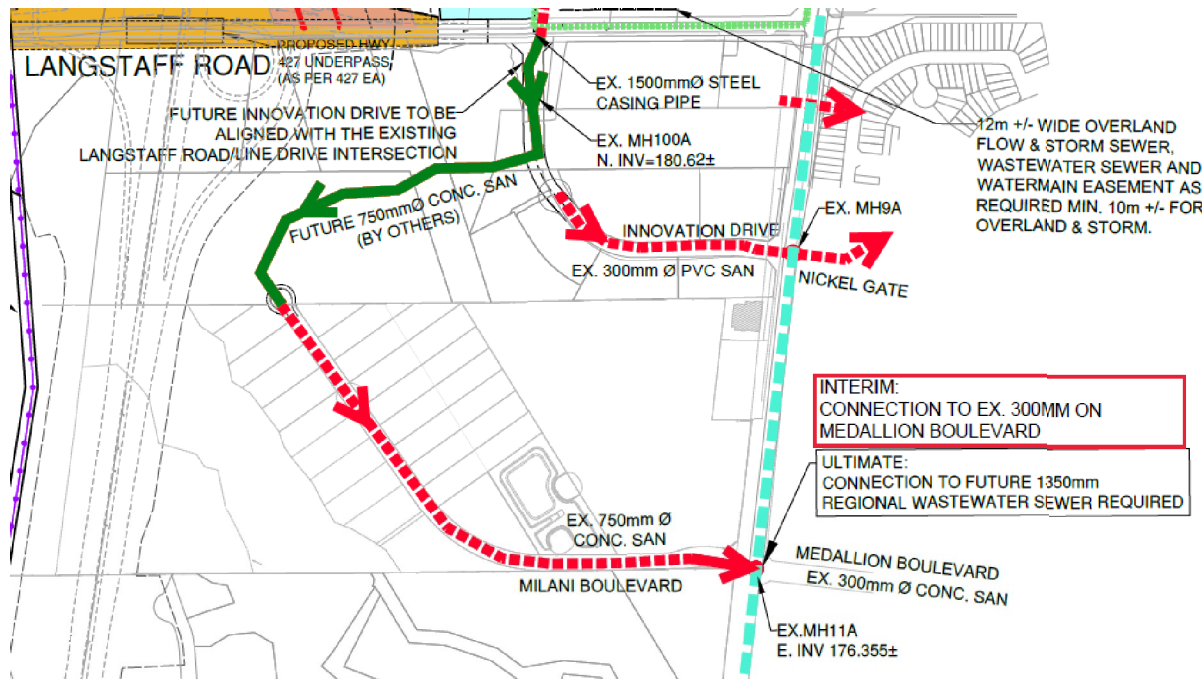 PROPOSED HWY
427 UNDERPASS
(AS PER 427 EA)
LANGSTAFF ROAD
FUTURE INNOVATION DRIVE TO BE
ALIGNED WITH THE EXISTING
LANGSTAFF ROAD/LINE DRIVE INTERSECTION
EX. 1500mmØ STEEL
CASING PIPE
EX. MH100A
N. INV=180.62±
12m +/- WIDE OVERLAND
FLOW & STORM SEWER,
WASTEWATER SEWER AND
WATERMAIN EASEMENT AS
REQUIRED MIN. 10m +/- FOR
OVERLAND & STORM.
FUTURE 750mmØ CONC. SAN
(BY OTHERS)
EX. MH9A
INNOVATION DRIVE
EX. 300mm Ø PVC SAN
NICKEL GATE
INTERIM:
CONNECTION TO EX. 300MM ON
MEDALLION BOULEVARD
ULTIMATE:
CONNECTION TO FUTURE 1350mm
REGIONAL WASTEWATER SEWER REQUIRED
EX. 750mm Ø
CONC. SAN
MILANI BOULEVARD
MEDALLION BOULEVARD
EX. 300mm Ø CONC. SAN
EX.MH11A
E. INV 176.355±